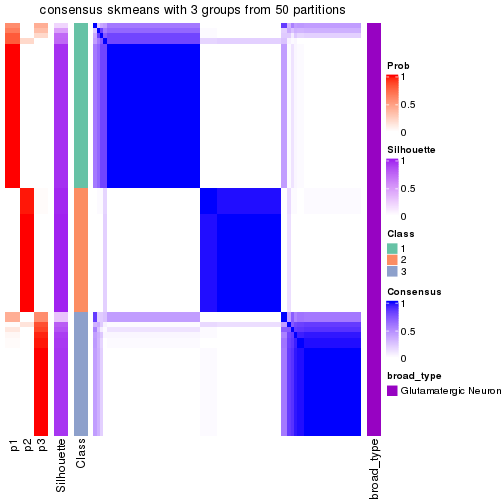 consensus skmeans with 3 groups from 50 partitions
Prob
1
0.5
0
Silhouette
1
0.5
0
Class
1
2
3
Consensus
1
0.5
0
broad_type
Glutamatergic Neuron
p1
p2
p3
Silhouette
Class
broad_type